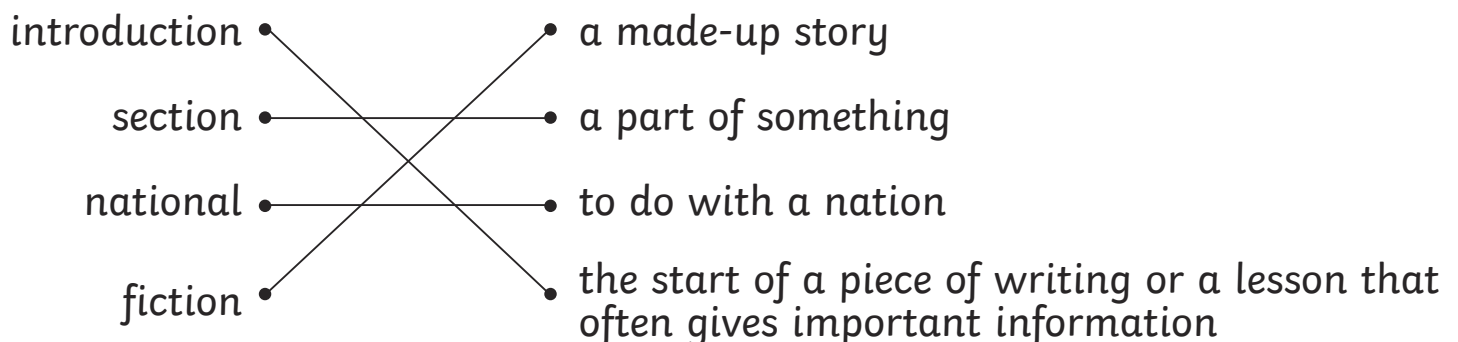 introduction a made-up story
section a part of something
national to do with a nation
fiction the start of a piece of writing or a lesson that
often gives important information